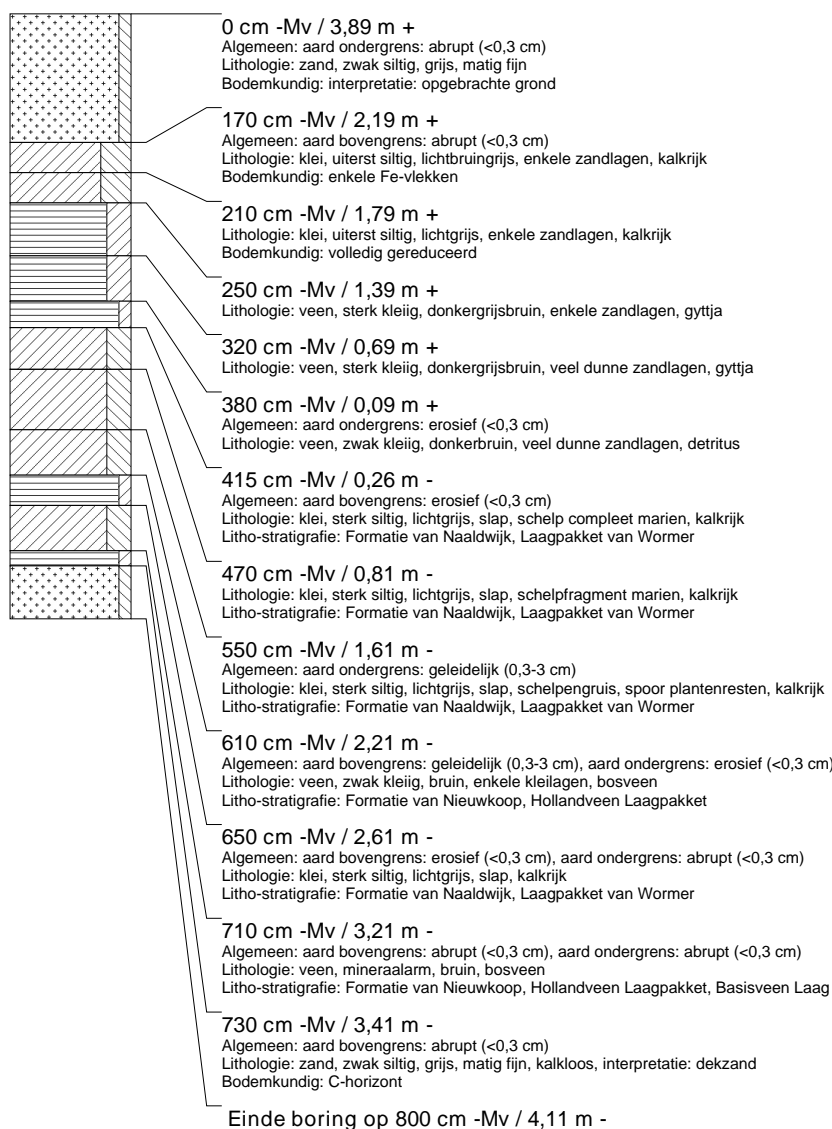 0 cm -Mv / 3,89 m +
Algemeen: aard ondergrens: abrupt (<0,3 cm)
Lithologie: zand, zwak siltig, grijs, matig fijn
Bodemkundig: interpretatie: opgebrachte grond
170 cm -Mv / 2,19 m +
Algemeen: aard bovengrens: abrupt (<0,3 cm)
Lithologie: klei, uiterst siltig, lichtbruingrijs, enkele zandlagen, kalkrijk
Bodemkundig: enkele Fe-vlekken
210 cm -Mv / 1,79 m +
Lithologie: klei, uiterst siltig, lichtgrijs, enkele zandlagen, kalkrijk
Bodemkundig: volledig gereduceerd
250 cm -Mv / 1,39 m +
Lithologie: veen, sterk kleiig, donkergrijsbruin, enkele zandlagen, gyttja
320 cm -Mv / 0,69 m +
Lithologie: veen, sterk kleiig, donkergrijsbruin, veel dunne zandlagen, gyttja
380 cm -Mv / 0,09 m +
Algemeen: aard ondergrens: erosief (<0,3 cm)
Lithologie: veen, zwak kleiig, donkerbruin, veel dunne zandlagen, detritus
415 cm -Mv / 0,26 m -
Algemeen: aard bovengrens: erosief (<0,3 cm)
Lithologie: klei, sterk siltig, lichtgrijs, slap, schelp compleet marien, kalkrijk
Litho-stratigrafie: Formatie van Naaldwijk, Laagpakket van Wormer
470 cm -Mv / 0,81 m -
Lithologie: klei, sterk siltig, lichtgrijs, slap, schelpfragment marien, kalkrijk
Litho-stratigrafie: Formatie van Naaldwijk, Laagpakket van Wormer
550 cm -Mv / 1,61 m -
Algemeen: aard ondergrens: geleidelijk (0,3-3 cm)
Lithologie: klei, sterk siltig, lichtgrijs, slap, schelpengruis, spoor plantenresten, kalkrijk
Litho-stratigrafie: Formatie van Naaldwijk, Laagpakket van Wormer
610 cm -Mv / 2,21 m -
Algemeen: aard bovengrens: geleidelijk (0,3-3 cm), aard ondergrens: erosief (<0,3 cm)
Lithologie: veen, zwak kleiig, bruin, enkele kleilagen, bosveen
Litho-stratigrafie: Formatie van Nieuwkoop, Hollandveen Laagpakket
650 cm -Mv / 2,61 m -
Algemeen: aard bovengrens: erosief (<0,3 cm), aard ondergrens: abrupt (<0,3 cm)
Lithologie: klei, sterk siltig, lichtgrijs, slap, kalkrijk
Litho-stratigrafie: Formatie van Naaldwijk, Laagpakket van Wormer
710 cm -Mv / 3,21 m -
Algemeen: aard bovengrens: abrupt (<0,3 cm), aard ondergrens: abrupt (<0,3 cm)
Lithologie: veen, mineraalarm, bruin, bosveen
Litho-stratigrafie: Formatie van Nieuwkoop, Hollandveen Laagpakket, Basisveen Laag
730 cm -Mv / 3,41 m -
Algemeen: aard bovengrens: abrupt (<0,3 cm)
Lithologie: zand, zwak siltig, grijs, matig fijn, kalkloos, interpretatie: dekzand
Bodemkundig: C-horizont
Einde boring op 800 cm -Mv / 4,11 m -